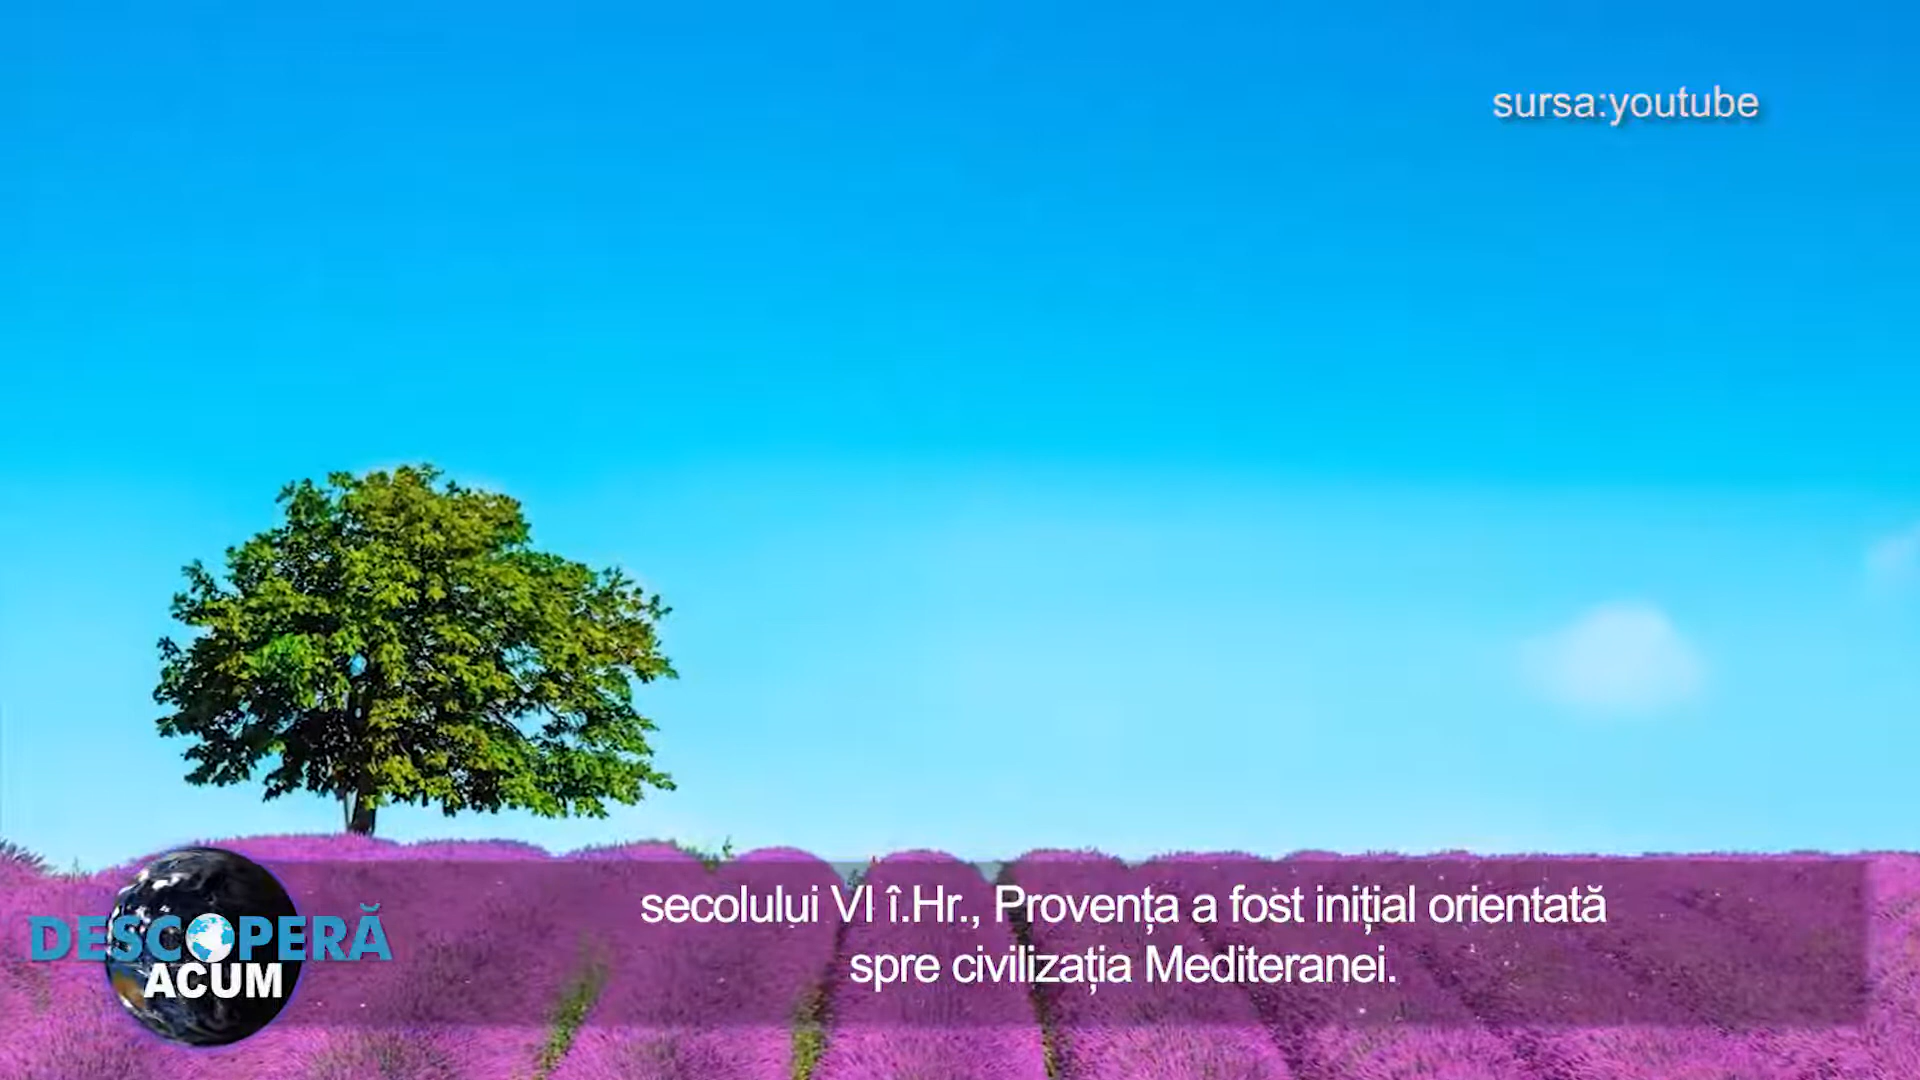 sursa:youtube
secolului VI î.Hr., Provența a fost inițial orientată
spre civilizația Mediteranei.
DESCOPERĂ
ACUM